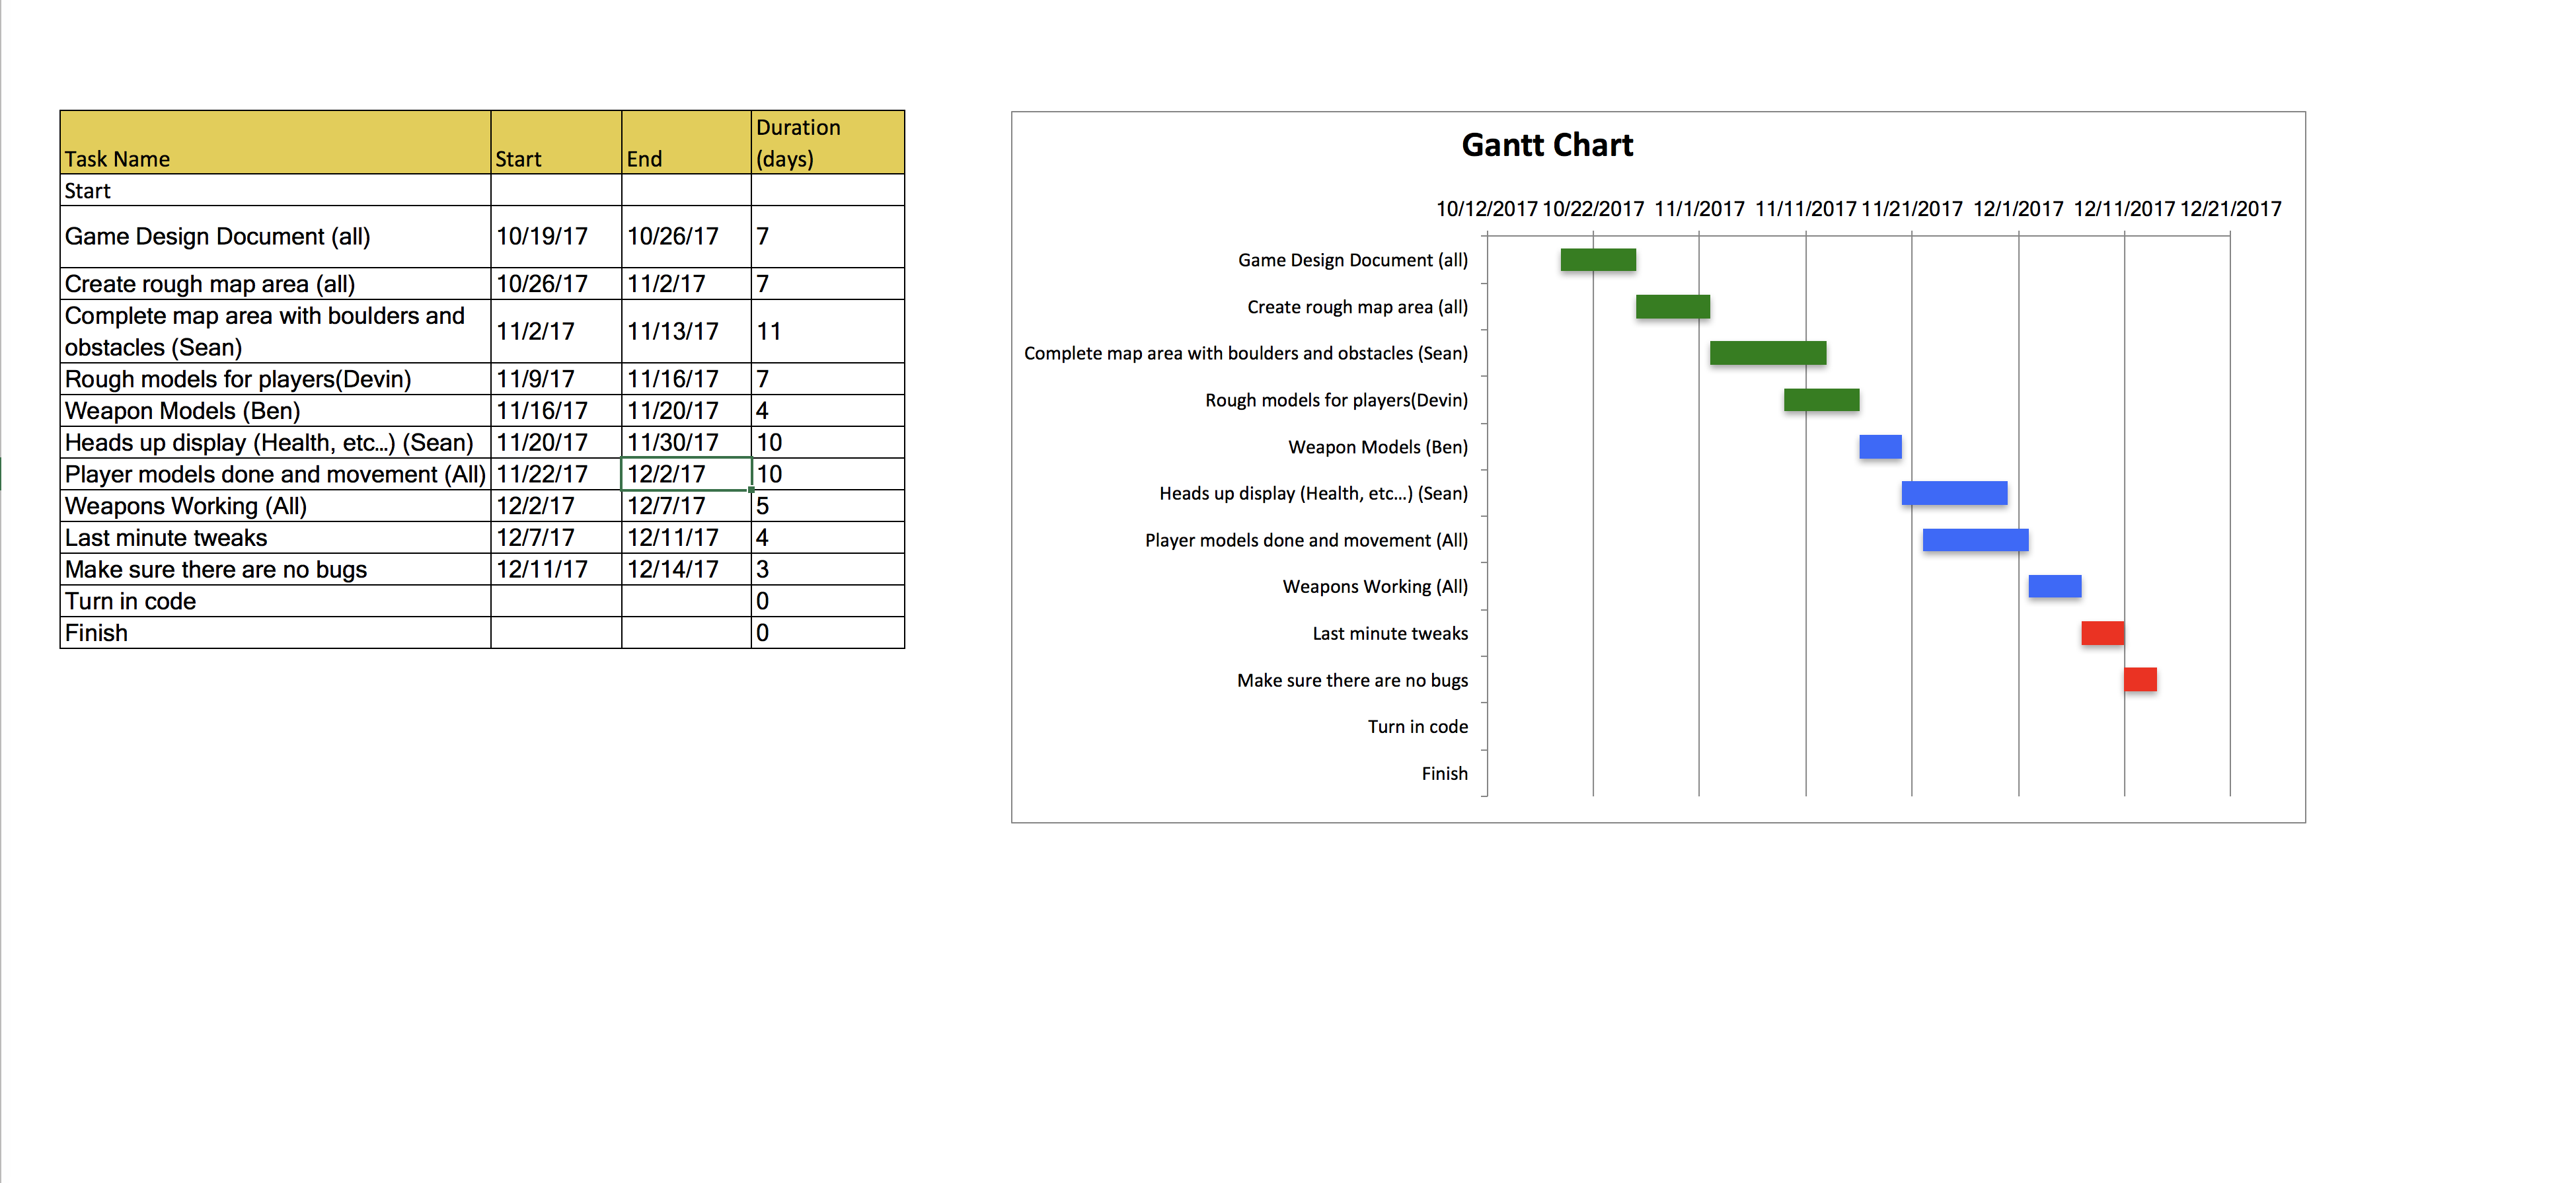 Task Name Start End Duration (days)
Start
Game Design Document (all) 10/19/17 10/26/17 7
Create rough map area (all) 10/26/17 11/2/17 7
Complete map area with boulders and
obstacles (Sean) 11/2/17 11/13/17 11
Rough models for players(Devin) 11/9/17 11/16/17 7
Weapon Models (Ben) 11/16/17 11/20/17 4
Heads up display (Health, etc...) (Sean) 11/20/17 11/30/17 10
Player models done and movement (All) 11/22/17 12/2/17 10
Weapons Working (All) 12/2/17 12/7/17 5
Last minute tweaks 12/7/17 12/11/17 4
Make sure there are no bugs 12/11/17 12/14/17 3
Turn in code 0
Finish 0
Gantt Chart
10/12/2017 10/22/2017 11/1/2017 11/11/2017 11/21/2017 12/1/2017 12/11/2017 12/21/2017
Game Design Document (all)
Create rough map area (all)
Complete map area with boulders and obstacles (Sean)
Rough models for players(Devin)
Weapon Models (Ben)
Heads up display (Health, etc...) (Sean)
Player models done and movement (All)
Weapons Working (All)
Last minute tweaks
Make sure there are no bugs
Turn in code
Finish